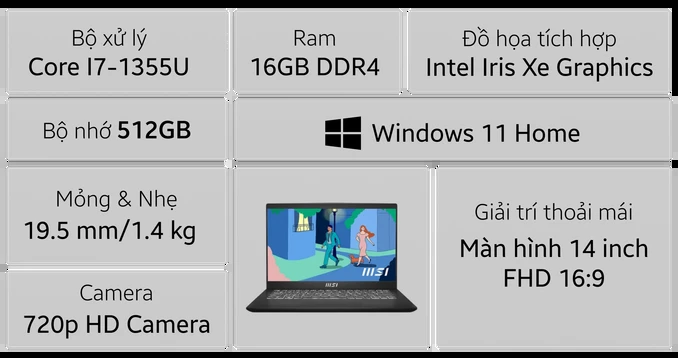 Bộ xử lý
Core I7-1355U
Ram
16GB DDR4
Đồ họa tích hợp
Intel Iris Xe Graphics
Bộ nhớ 512GB
Windows 11 Home
Mỏng & Nhẹ
19.5 mm/1.4 kg
Camera
720p HD Camera
msi
msi
Giải trí thoải mái
Màn hình 14 inch
FHD 16:9